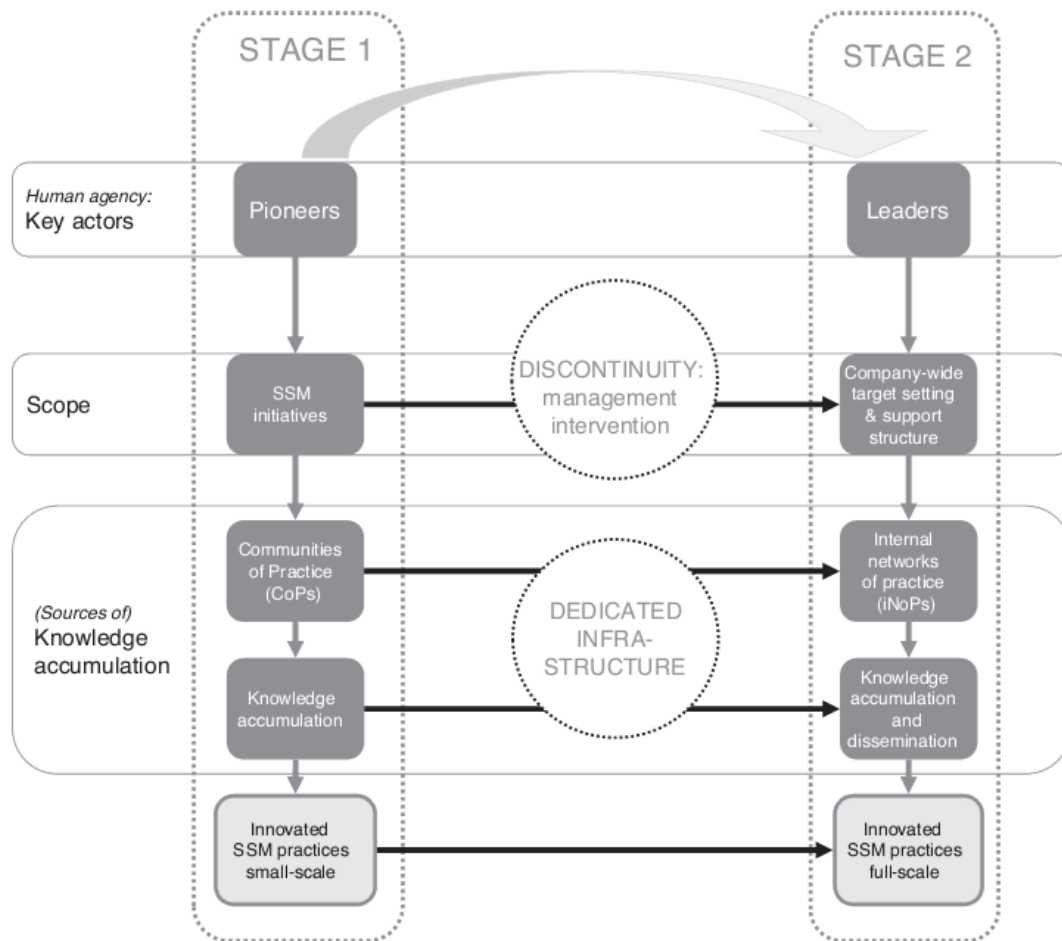 STAGE 1
STAGE 2
Human agency:
Key actors
Pioneers
Leaders
Scope
SSM
initiatives
DISCONTINUITY:
management
intervention
Company-wide
target setting
& support
structure
(Sources of)
Knowledge
accumulation
Communities
of Practice
(CoPs)
DEDICATED
INFRA-
STRUCTURE
Internal
networks
of practice
(iNoPs)
Knowledge
accumulation
Knowledge
accumulation
and
dissemination
Innovated
SSM practices
small-scale
Innovated
SSM practices
full-scale